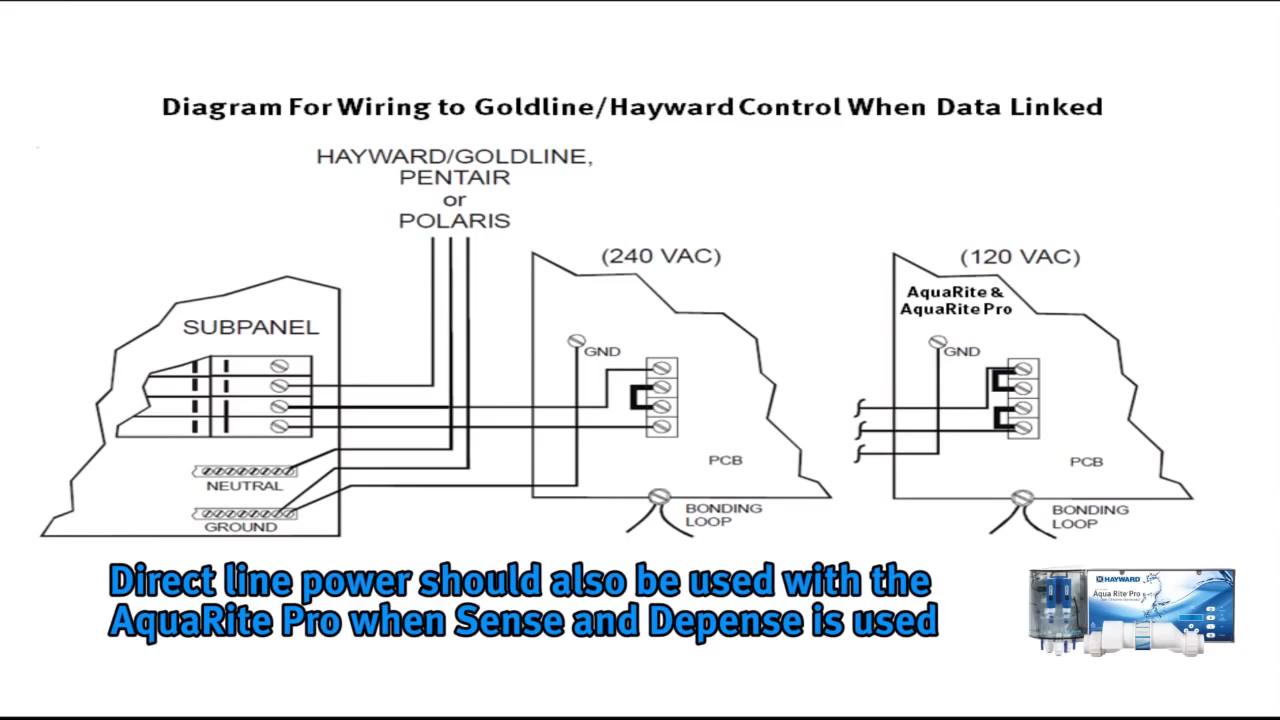 Diagram For Wiring to Goldline/Hayward Control When Data Linked
HAYWARD/GOLDLINE,
PENTAIR
or
POLARIS
(240 VAC)
(120 VAC)
AquaRite &
AquaRite Pro
SUBPANEL
GND
GND
PCB
PCB
NEUTRAL
GROUND
BONDING
LOOP
BONDING
LOOP
Direct line power should also be used with the
AquaRite Pro when Sense and Depense is used
HAYWARD
Aqua Rite Pro